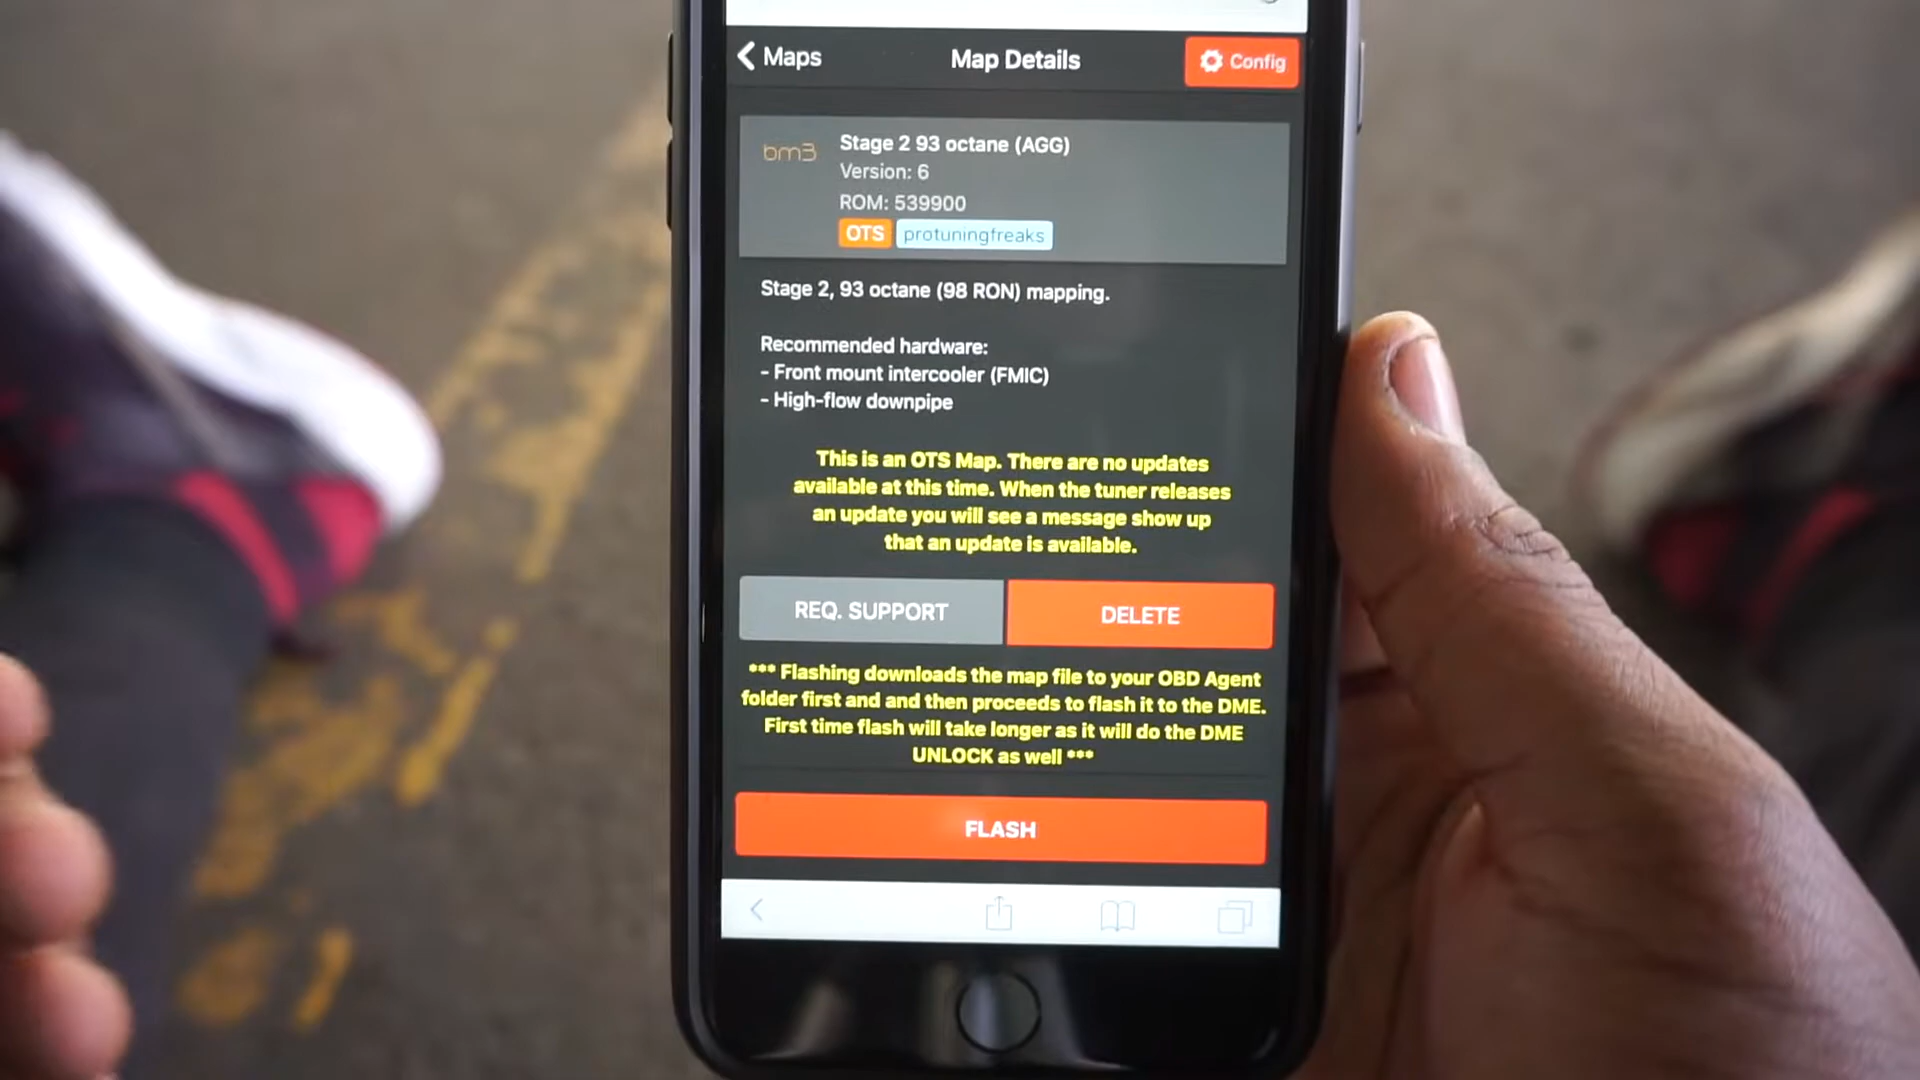 Maps
Map Details
Config
bm3
Stage 2 93 octane (AGG)
Version: 6
ROM: 539900
OTS protuningfreaks
Stage 2, 93 octane (98 RON) mapping.
Recommended hardware:
- Front mount intercooler (FMIC)
- High-flow downpipe
This is an OTS Map. There are no updates
available at this time. When the tuner releases
an update you will see a message show up
that an update is available.
REQ. SUPPORT
DELETE
*** Flashing downloads the map file to your OBD Agent
folder first and and then proceeds to flash it to the DME.
First time flash will take longer as it will do the DME
UNLOCK as well ***
FLASH